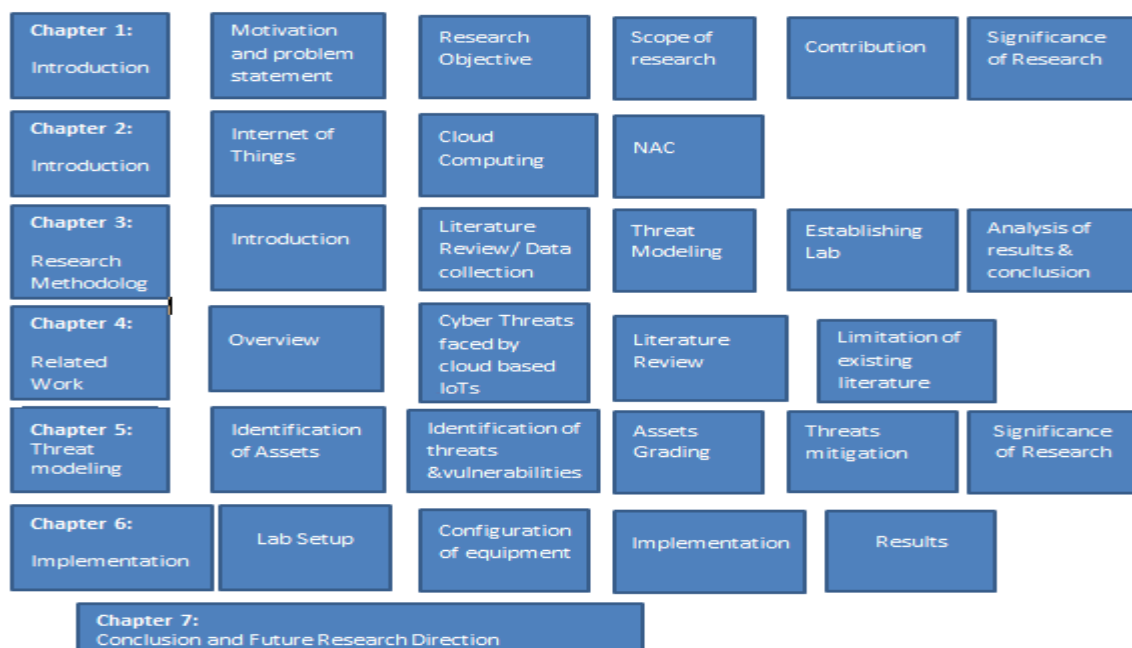 Chapter 1:
Introduction
Motivation
and problem
statement
Research
Objective
Scope of
research
Contribution
Significance
of Research
Chapter 2:
Introduction
Internet of
Things
Cloud
Computing
NAC
Chapter 3:
Research
Methodolog
Introduction
Literature
Review/ Data
collection
Threat
Modeling
Establishing
Lab
Analysis of
results &
conclusion
Chapter 4:
Related
Work
Overview
Cyber Threats
faced by
cloud based
IoTs
Literature
Review
Limitation of
existing
literature
Chapter 5:
Threat
modeling
Identification
of Assets
Identification of
threats
&vulnerabilities
Assets
Grading
Threats
mitigation
Significance
of Research
Chapter 6:
Implementation
Lab Setup
Configuration
of equipment
Implementation
Results
Chapter 7:
Conclusion and Future Research Direction